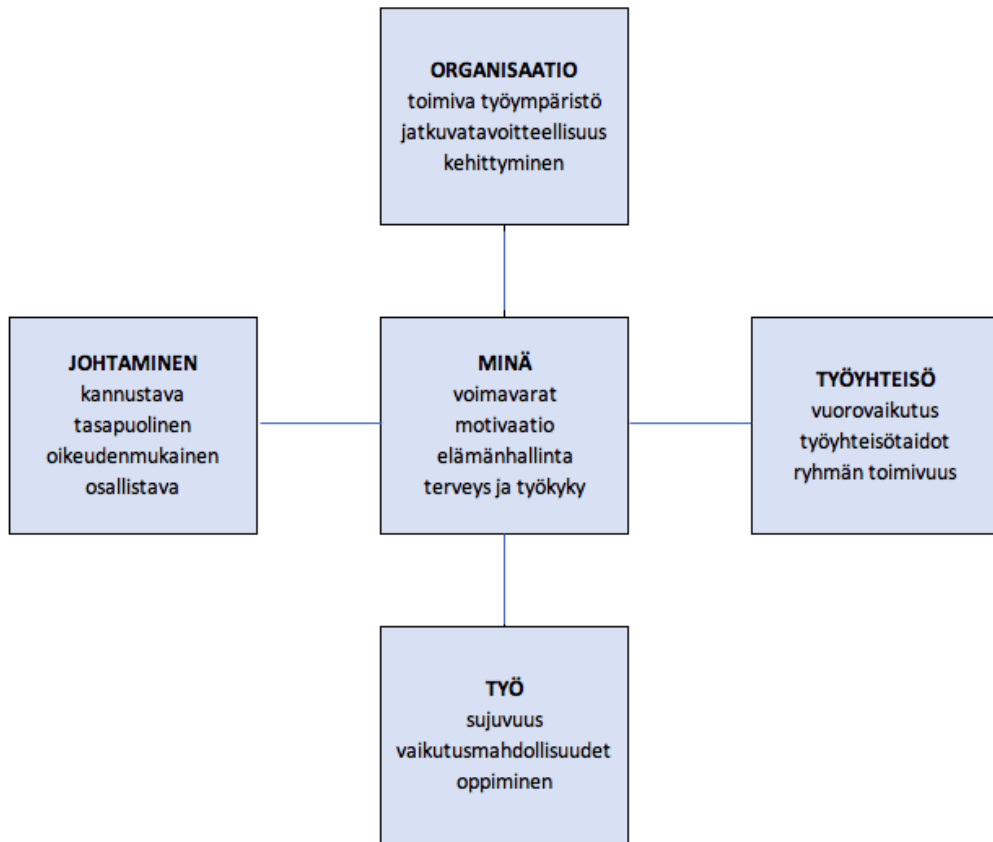 ORGANISAATIO
toimiva työympäristö
jatkuvatavoitteellisuus
kehittyminen
JOHTAMINEN
kannustava
tasapuolinen
oikeudenmukainen
osallistava
MINÄ
voimavarat
motivaatio
elämänhallinta
terveys ja työkyky
TYÖYHTEISÖ
vuorovaikutus
työyhteisötaidot
ryhmän toimivuus
TYÖ
sujuvuus
vaikutusmahdollisuudet
oppiminen